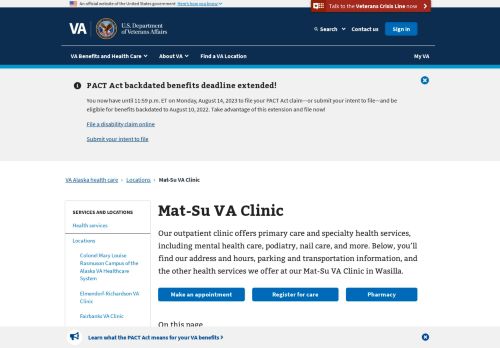 An official website of the United States government Here's how you know
Talk to the Veterans Crisis Line now
VA
U.S. Department
of Veterans Affairs
Search
Contact us
Sign in
VA Benefits and Health Care
About VA
Find a VA Location
My VA
PACT Act backdated benefits deadline extended!
You now have until 11:59 p.m. ET on Monday, August 14, 2023 to file your PACT Act claim—or submit your intent to file—and be
eligible for benefits backdated to August 10, 2022. Take advantage of this extension and file now!
File a disability claim online
Submit your intent to file
VA Alaska health care › Locations › Mat-Su VA Clinic
SERVICES AND LOCATIONS
Health services
Locations
Colonel Mary Louise
Rasmuson Campus of the
Alaska VA Healthcare
System
Elmendorf-Richardson VA
Clinic
Fairbanks VA Clinic
Mat-Su VA Clinic
Our outpatient clinic offers primary care and specialty health services,
including mental health care, podiatry, nail care, and more. Below, you'll
find our address and hours, parking and transportation information, and
the other health services we offer at our Mat-Su VA Clinic in Wasilla.
Make an appointment
Register for care
Pharmacy
On this page
Learn what the PACT Act means for your VA benefits